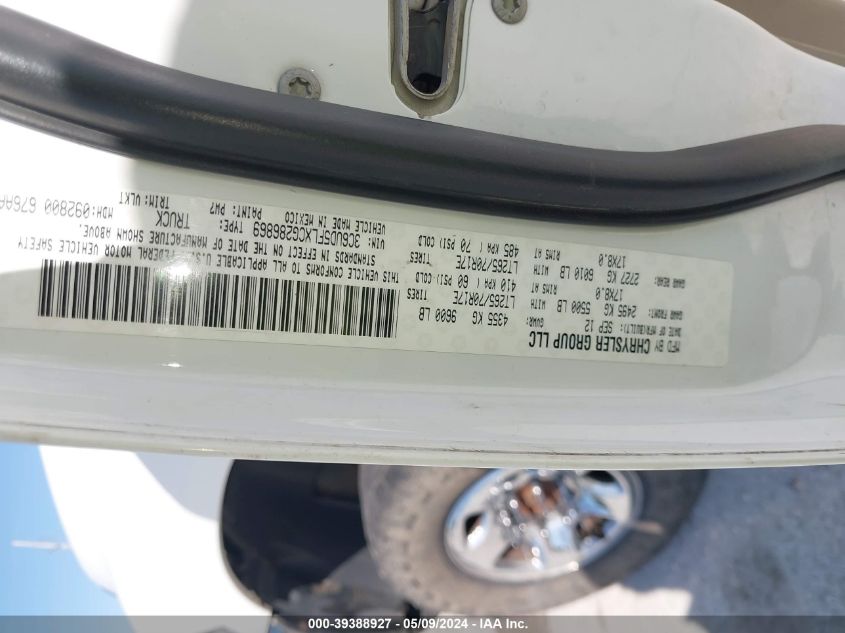 MFD BY CHRYSLER GROUP LLC
DATE OF MFR(BUILT): SEP 12 GVWR: 4355 KG 9600 LB
GAWR FRONT: 2495 KG 5500 LB WITH LT265/70R17E TIRES
17X8.0 RIMS AT 410 KPA ( 60 PSI) COLD
GAWR REAR: 2727 KG 6010 LB WITH LT265/70R17E TIRES
17X8.0 RIMS AT 485 KPA ( 70 PSI) COLD
THIS VEHICLE CONFORMS TO ALL APPLICABLE U.S. FEDERAL MOTOR VEHICLE SAFETY
STANDARDS IN EFFECT ON THE DATE OF MANUFACTURE SHOWN ABOVE.
VIN: 3C6UD5FLXCG286869 TYPE: TRUCK MDH:092800 676AA
VEHICLE MADE IN MEXICO PAINT: PW7 TRIM: VLKT
000-39388927 - 05/09/2024 - IAA Inc.